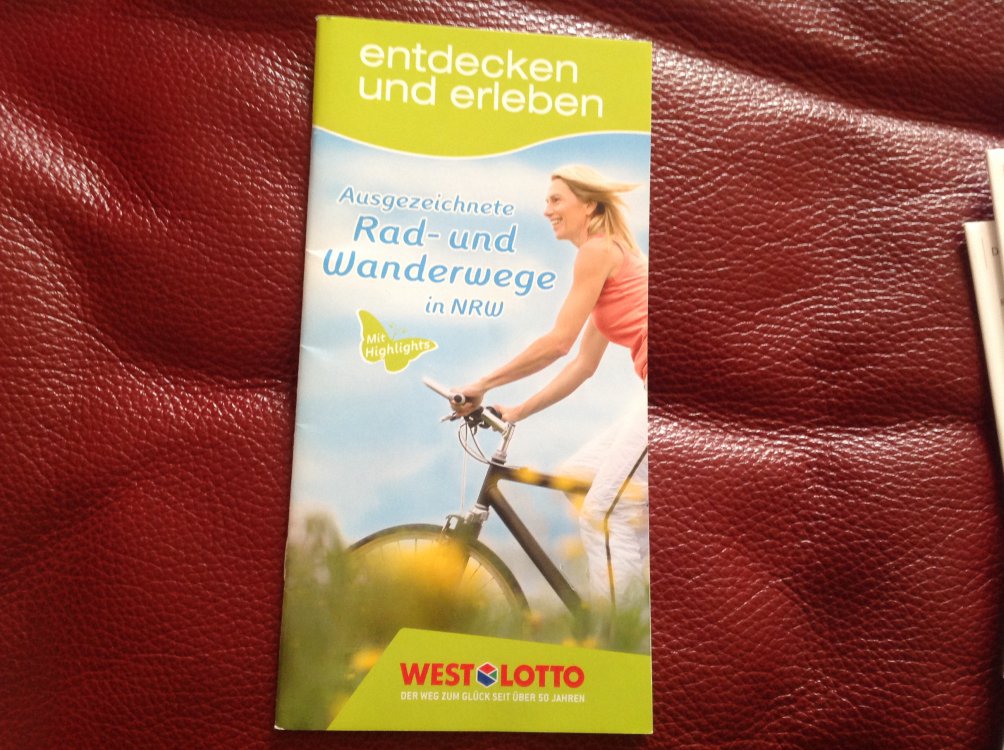 entdecken
und erleben
Ausgezeichnete
Rad- und
Wanderwege
in NRW
Mit
Highlights
WEST LOTTO
DER WEG ZUM GLÜCK SEIT ÜBER 50 JAHREN